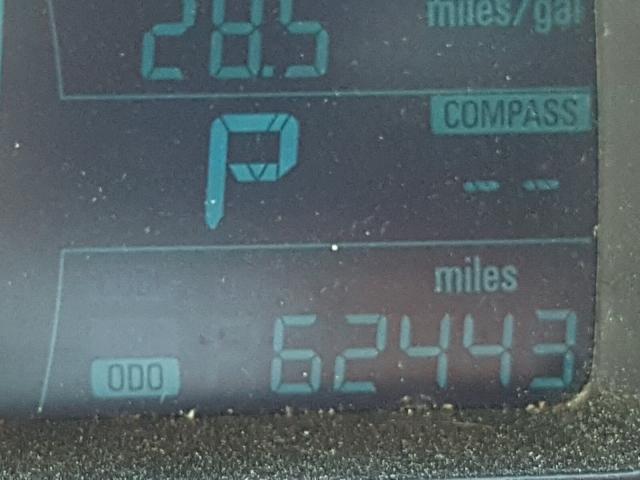 28.5 miles/gal
COMPASS
P --
miles
ODO 62443